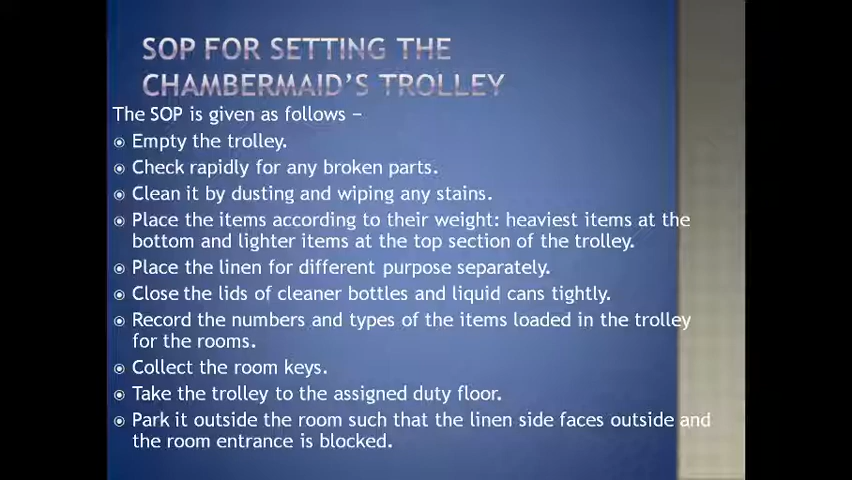 SOP FOR SETTING THE
CHAMBERMAID'S TROLLEY
The SOP is given as follows –
Empty the trolley.
Check rapidly for any broken parts.
Clean it by dusting and wiping any stains.
Place the items according to their weight: heaviest items at the
bottom and lighter items at the top section of the trolley.
Place the linen for different purpose separately.
Close the lids of cleaner bottles and liquid cans tightly.
Record the numbers and types of the items loaded in the trolley
for the rooms.
Collect the room keys.
Take the trolley to the assigned duty floor.
Park it outside the room such that the linen side faces outside and
the room entrance is blocked.